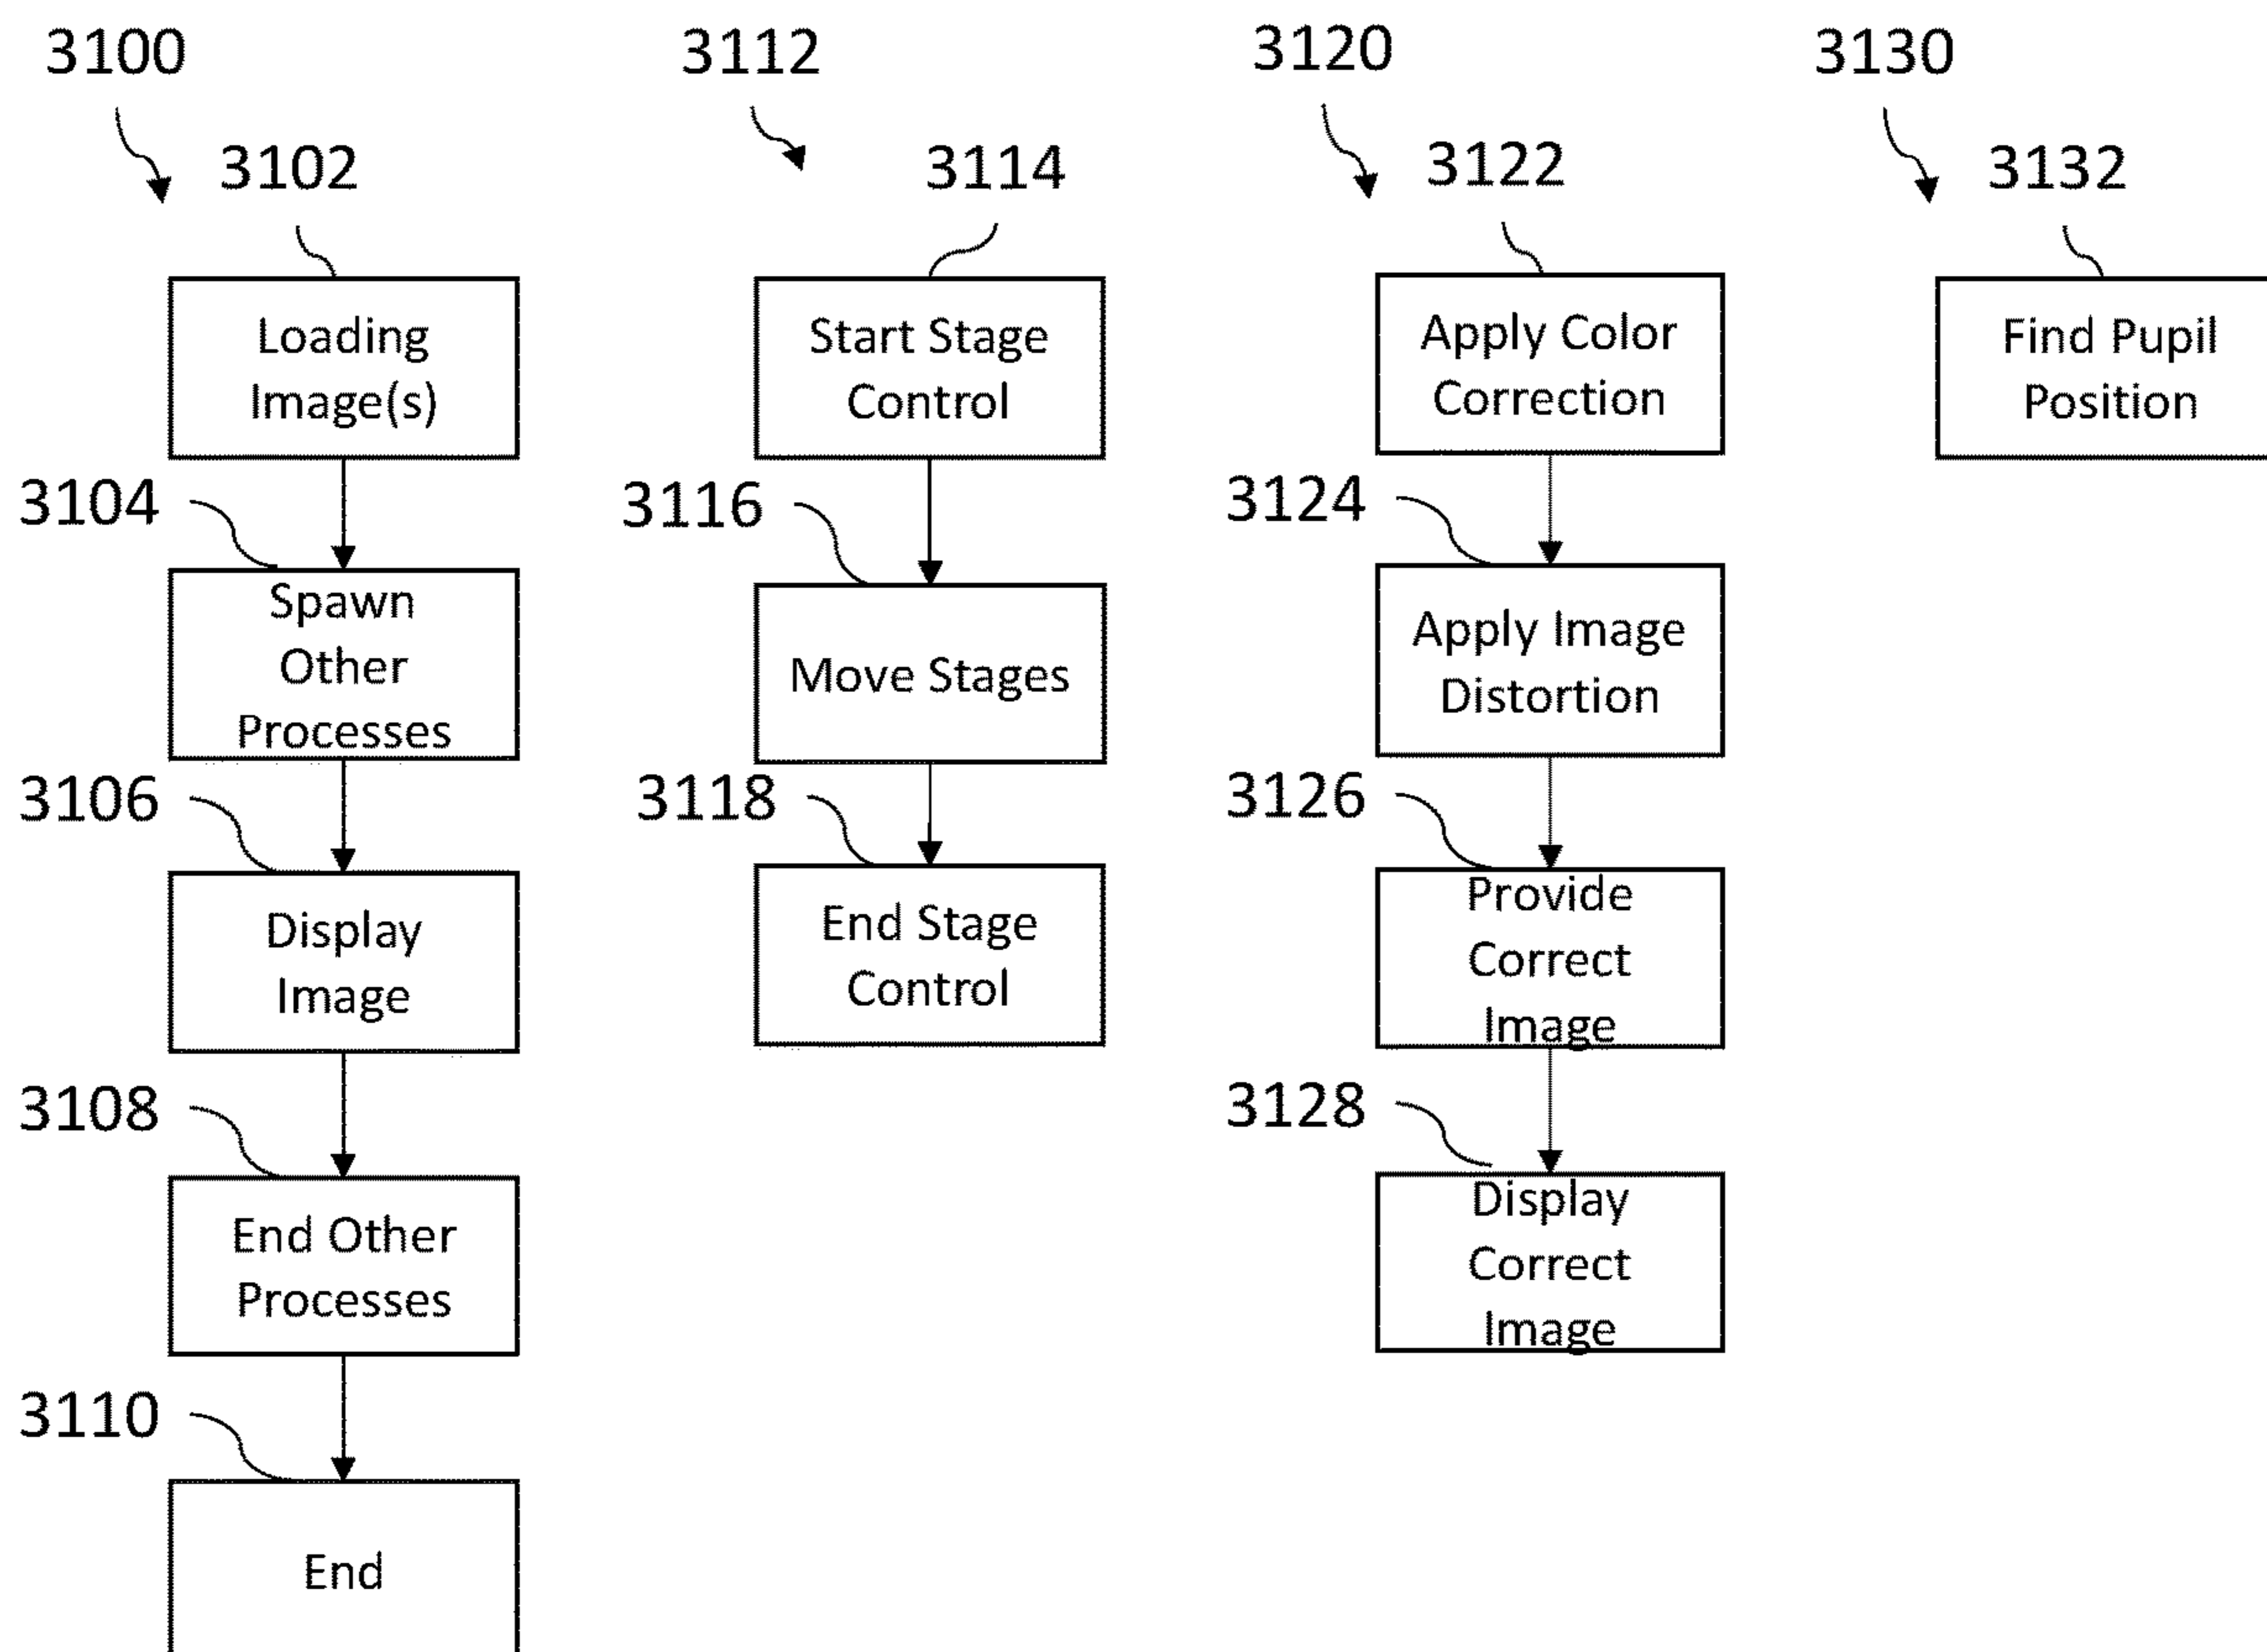 3100
3102
Loading
Image(s)
3104
Spawn
Other
Processes
3106
Display
Image
3108
End Other
Processes
3110
End
3112
3114
Start Stage
Control
3116
Move Stages
3118
End Stage
Control
3120
3122
Apply Color
Correction
3124
Apply Image
Distortion
3126
Provide
Correct
Image
3128
Display
Correct
Image
3130
3132
Find Pupil
Position